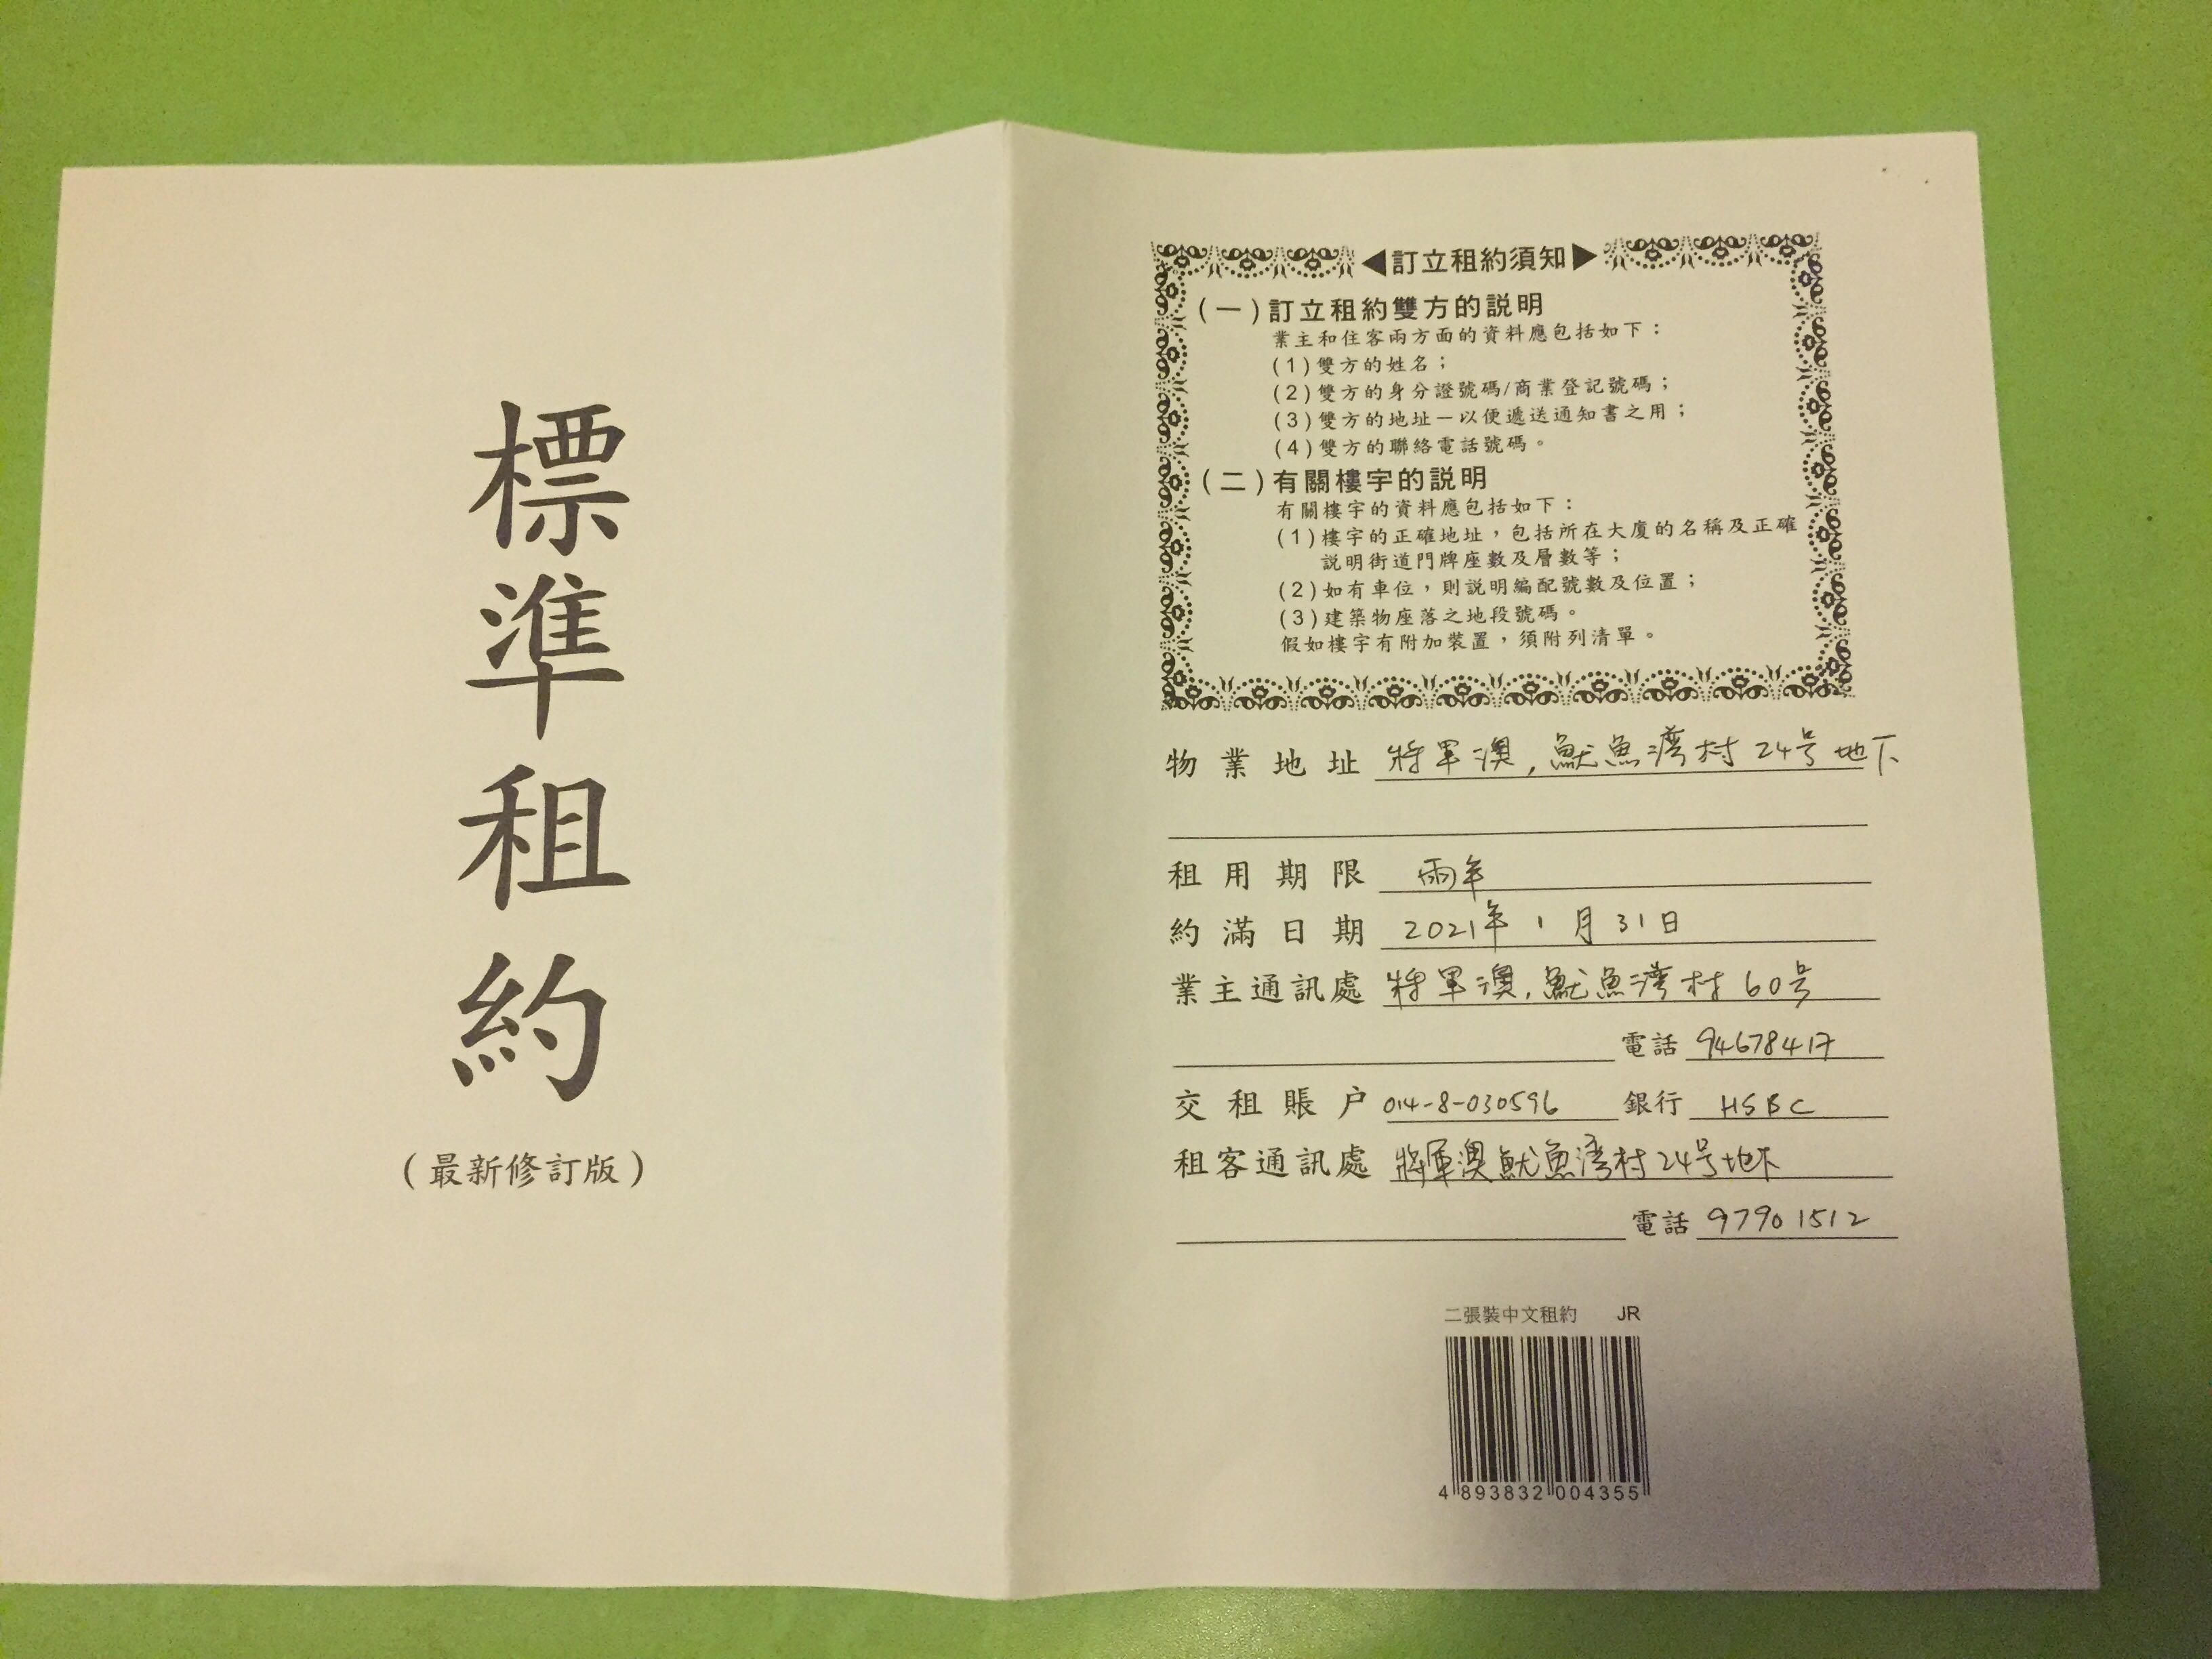 標準租約
(最新修訂版)
◀訂立租約須知▶
(一)訂立租約雙方的説明
業主和住客兩方面的資料應包括如下：
(1)雙方的姓名；
(2)雙方的身分證號碼/商業登記號碼；
(3)雙方的地址－以便遞送通知書之用；
(4)雙方的聯絡電話號碼。
(二)有關樓宇的説明
有關樓宇的資料應包括如下：
(1)樓宇的正確地址，包括所在大廈的名稱及正確
説明街道門牌座數及層數等；
(2)如有車位，則説明編配號數及位置；
(3)建築物座落之地段號碼。
假如樓宇有附加裝置，須附列清單。
物業地址 將軍澳,魷魚湾村24号地下
租用期限 兩年
約滿日期 2021年1月31日
業主通訊處 將軍澳,魷魚湾村60号
電話 94678417
交租賬户 014-8-030596 銀行 HSBC
租客通訊處 將軍澳魷魚湾村24号地下
電話 97901512
二張裝中文租約 JR
4 893832 004355